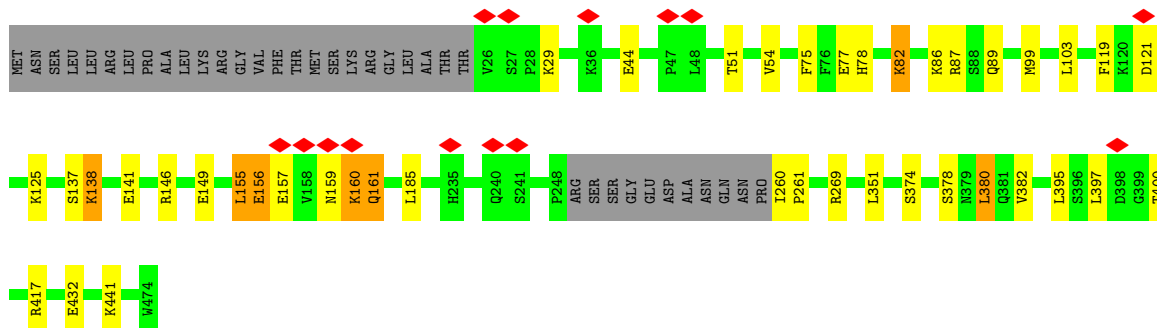 MET ASN SER LEU LEU ARG LEU PRO ALA LEU LYS ARG GLY VAL PHE THR MET SER LYS ARG GLY LEU ALA THR THR V26 S27 P28 K29 K36 E44 P47 L48 T51 V54 F75 F76 E77 H78 K82 K86 R87 S88 Q89 M99 L103 F119 K120 D121
K125 S137 K138 E141 R146 E149 L155 E156 E157 V158 N159 K160 Q161 L185 H235 Q240 S241 P248 ARG SER SER GLY GLU ASP ALA ASN GLN ASN PRO I260 P261 R269 L351 S374 S378 N379 L380 Q381 V382 L395 S396 L397 D398 G399 T400
R417 E432 K441 W474